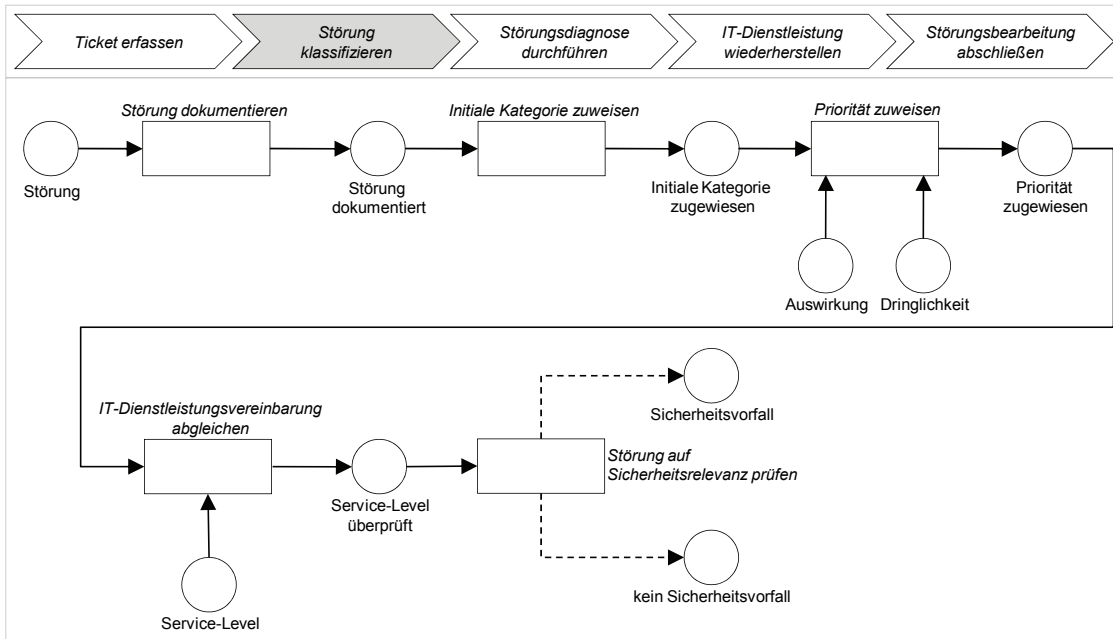 Ticket erfassen
Störung
klassifizieren
Störungsdiagnose
durchführen
IT-Dienstleistung
wiederherstellen
Störungsbearbeitung
abschließen
Störung dokumentieren
Initiale Kategorie zuweisen
Priorität zuweisen
Störung
Störung
dokumentiert
Initiale Kategorie
zugewiesen
Priorität
zugewiesen
Auswirkung
Dringlichkeit
IT-Dienstleistungsvereinbarung
abgleichen
Sicherheitsvorfall
Störung auf
Sicherheitsrelevanz prüfen
Service-Level
überprüft
Service-Level
kein Sicherheitsvorfall